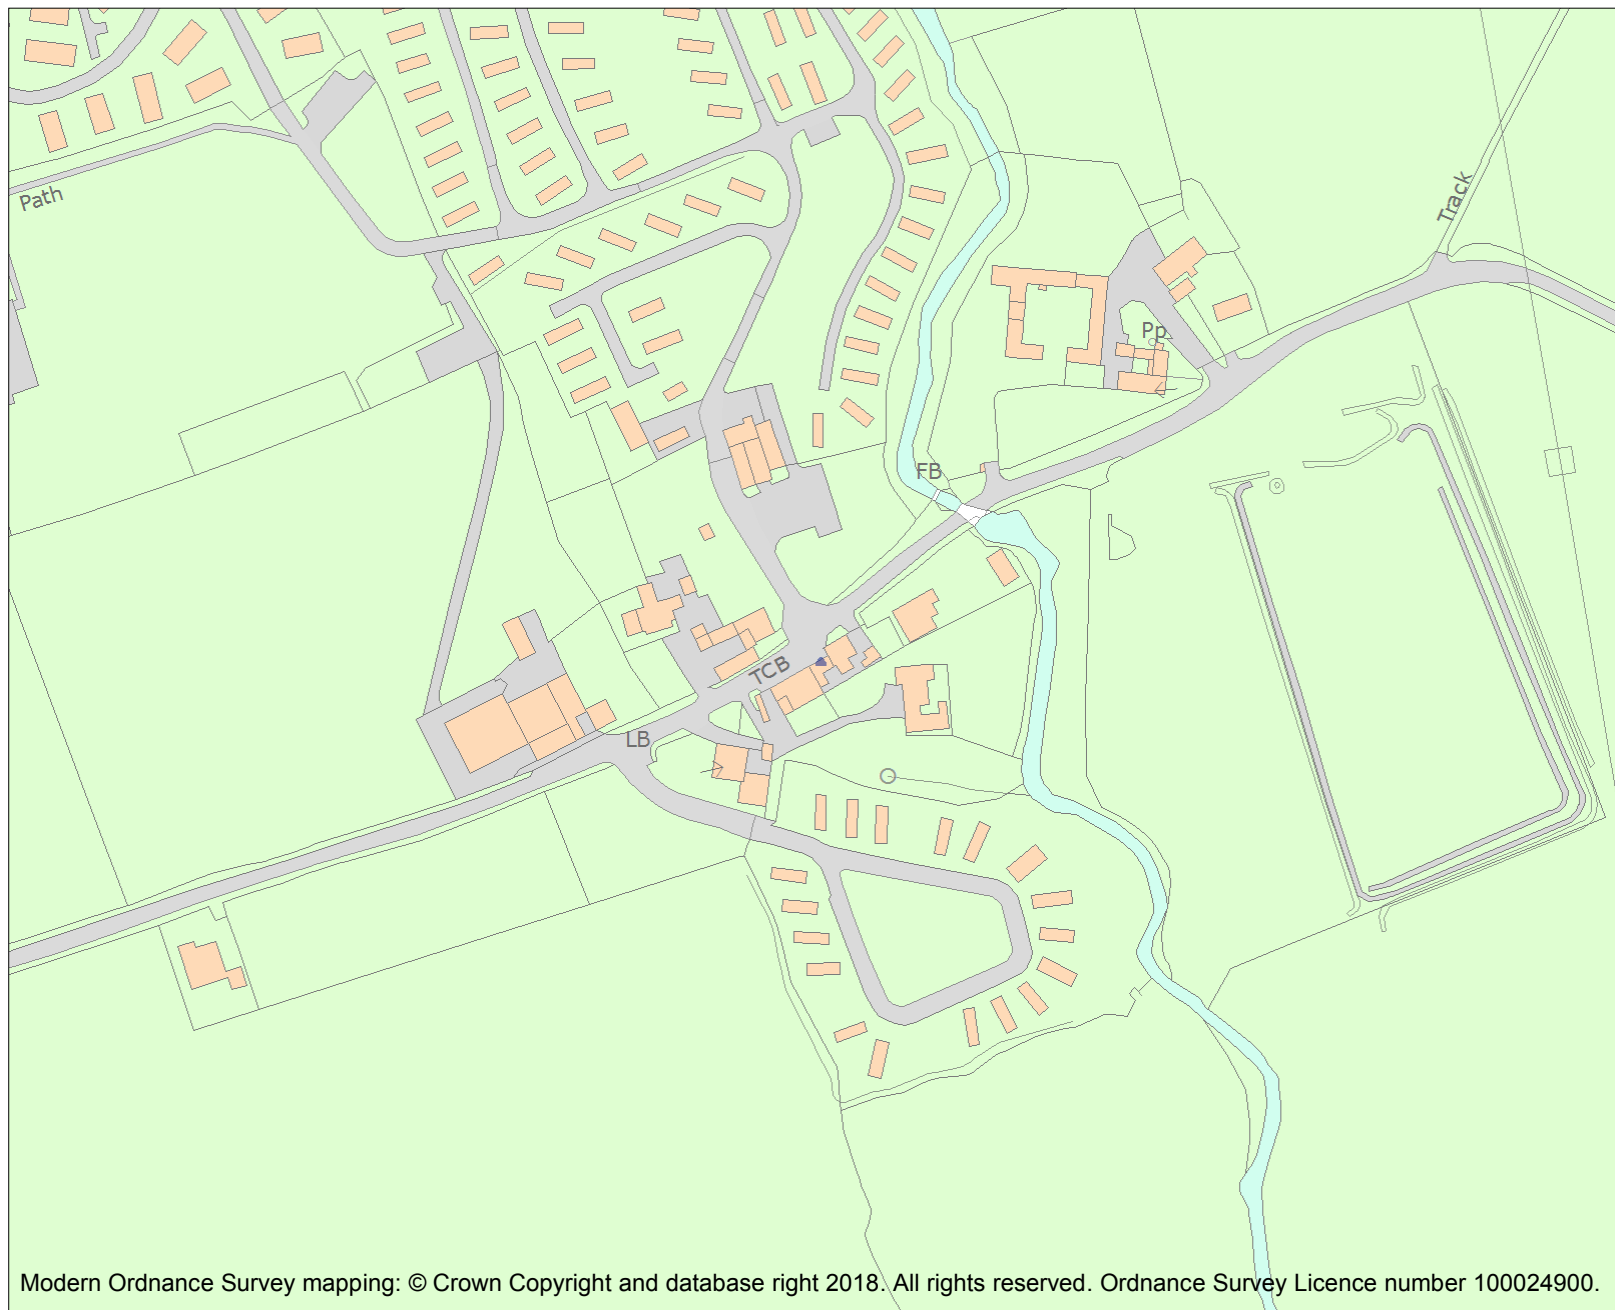 Path
Track
Pp
FB
TCB
LB
Modern Ordnance Survey mapping: © Crown Copyright and database right 2018. All rights reserved. Ordnance Survey Licence number 100024900.